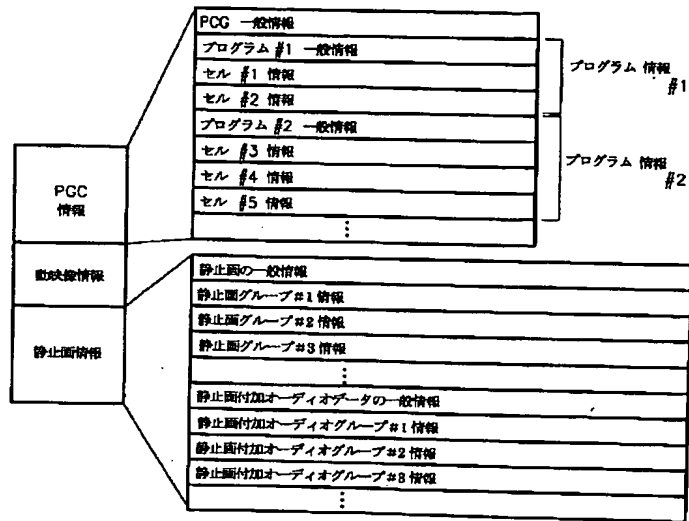 PCG 一般情報
プログラム #1 一般情報
セル #1 情報
セル #2 情報
プログラム #2 一般情報
セル #3 情報
セル #4 情報
セル #5 情報
⋮
プログラム 情報
#1
プログラム 情報
#2
PGC
情報
動映像情報
静止画情報
静止画の一般情報
静止画グループ#1情報
静止画グループ#2 情報
静止画グループ#3 情報
⋮
静止画付加オーディオデータの一般情報
静止画付加オーディオグループ#1情報
静止画付加オーディオグループ#2情報
静止画付加オーディオグループ#3情報
⋮